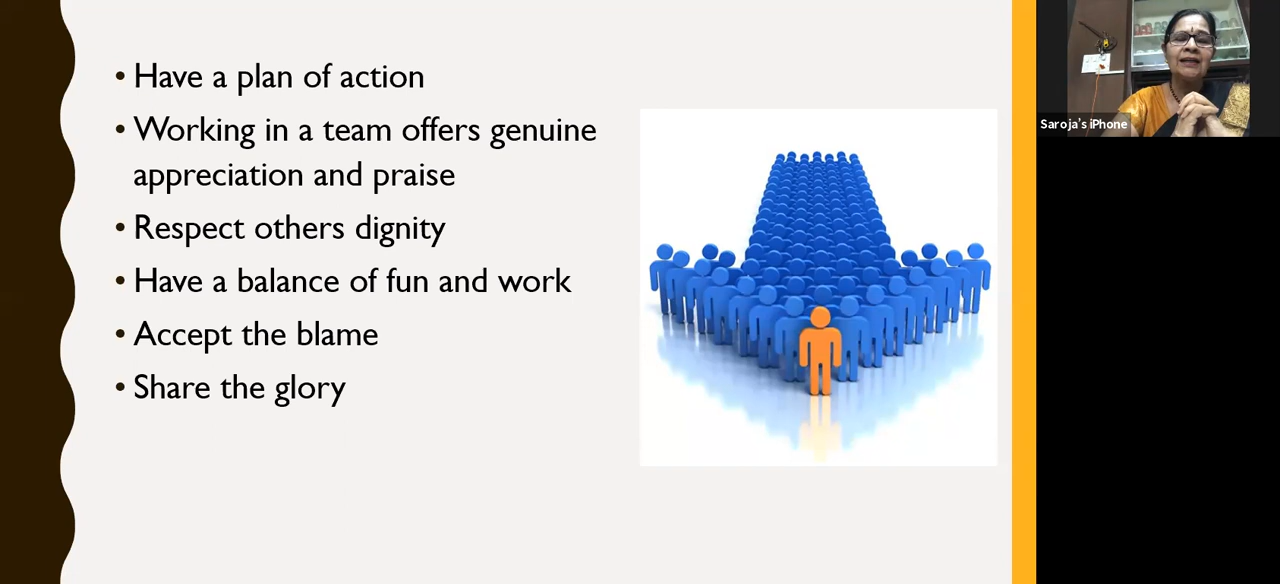 • Have a plan of action
• Working in a team offers genuine
appreciation and praise
• Respect others dignity
• Have a balance of fun and work
• Accept the blame
• Share the glory
Saroja's iPhone